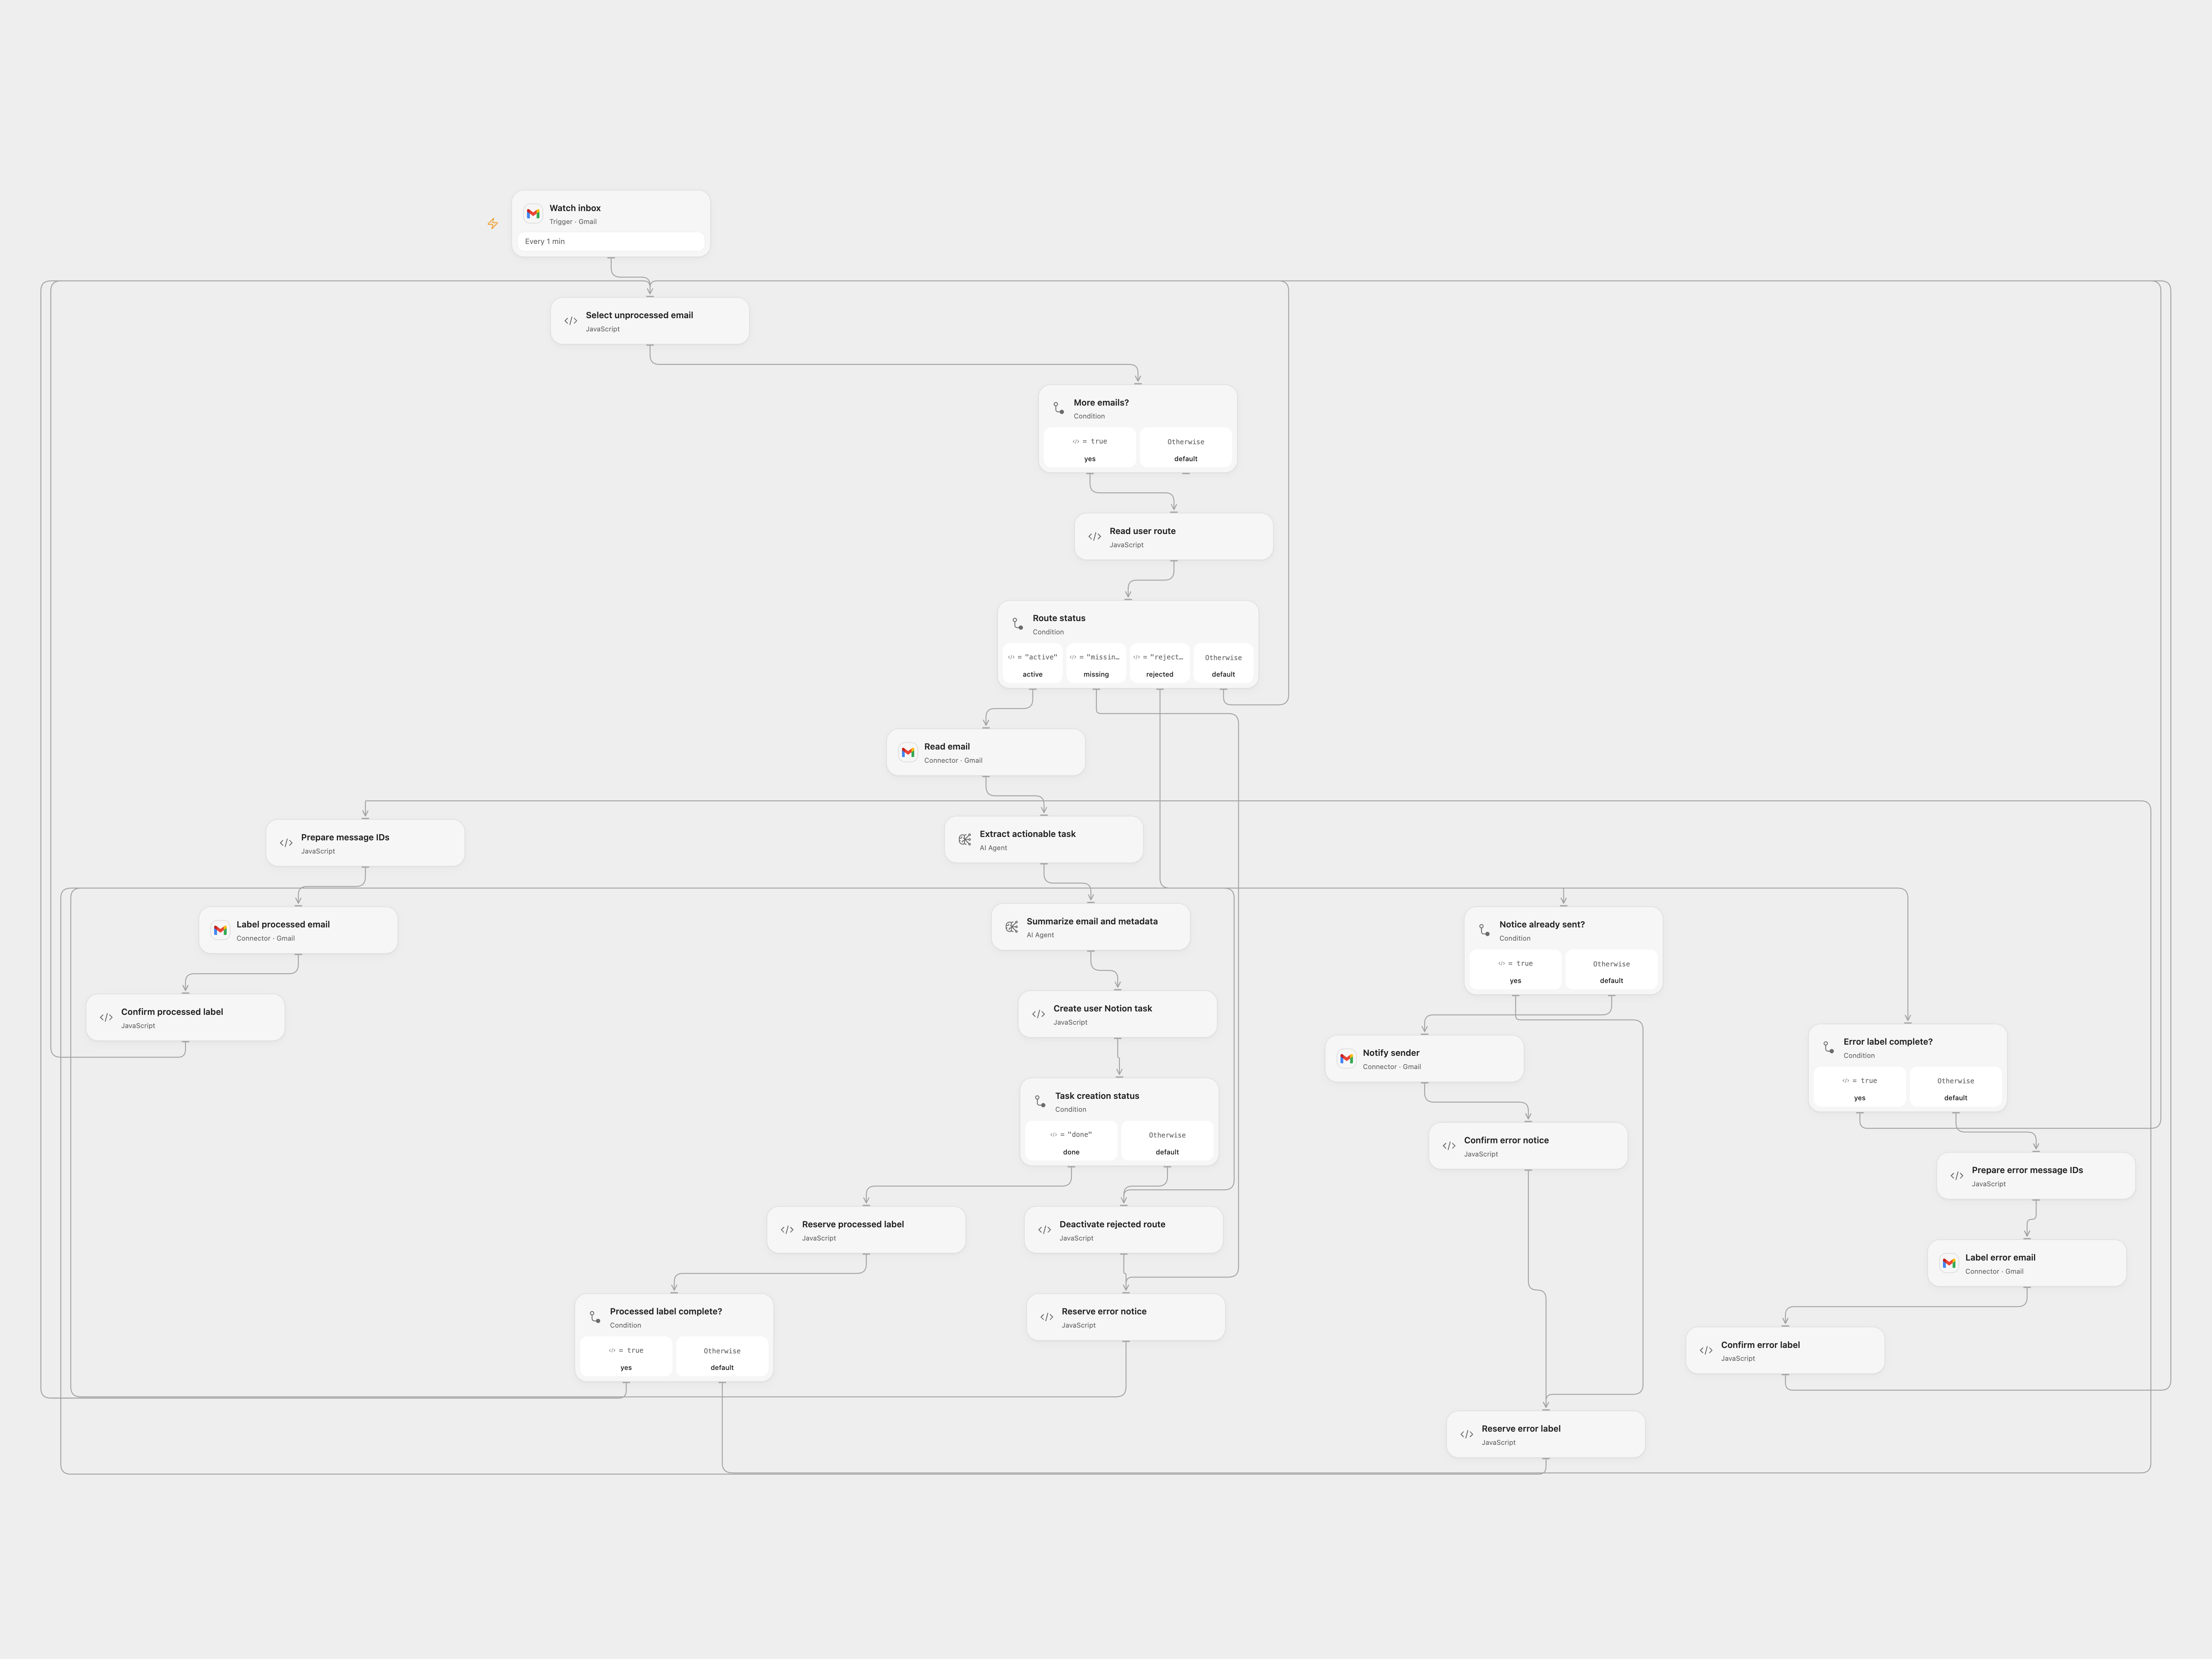 Watch inbox
Trigger · Gmail
Every 1 min
Select unprocessed email
JavaScript
More emails?
Condition
</> = true
Otherwise
yes
default
Read user route
JavaScript
Route status
Condition
</> = "active"
</> = "missin…
</> = "reject…
Otherwise
active
missing
rejected
default
Read email
Connector · Gmail
Prepare message IDs
JavaScript
Extract actionable task
AI Agent
Label processed email
Connector · Gmail
Summarize email and metadata
AI Agent
Notice already sent?
Condition
</> = true
Otherwise
yes
default
Confirm processed label
JavaScript
Create user Notion task
JavaScript
Notify sender
Connector · Gmail
Error label complete?
Condition
</> = true
Otherwise
yes
default
Task creation status
Condition
</> = "done"
Otherwise
done
default
Confirm error notice
JavaScript
Prepare error message IDs
JavaScript
Reserve processed label
JavaScript
Deactivate rejected route
JavaScript
Label error email
Connector · Gmail
Processed label complete?
Condition
</> = true
Otherwise
yes
default
Reserve error notice
JavaScript
Confirm error label
JavaScript
Reserve error label
JavaScript